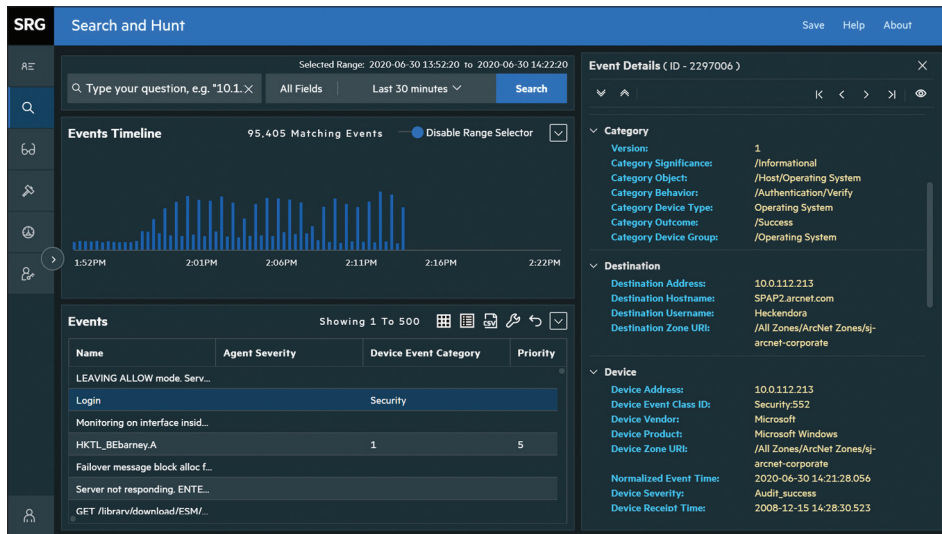 SRG Search and Hunt Save Help About
Selected Range: 2020-06-30 13:52:20 to 2020-06-30 14:22:20
Type your question, e.g. "10.1. All Fields Last 30 minutes Search
Events Timeline 95,405 Matching Events Disable Range Selector
1:52PM 2:01PM 2:06PM 2:11PM 2:16PM 2:22PM
Events Showing 1 To 500 CSV
Name Agent Severity Device Event Category Priority
LEAVING ALLOW mode. Serv...
Login Security
Monitoring on interface insid...
HKTL_BEbarney.A 1 5
Failover message block alloc f...
Server not responding. ENTE...
GET /library/download/ESM/...
Event Details ( ID - 2297006 )
Category
Version: 1
Category Significance: /Informational
Category Object: /Host/Operating System
Category Behavior: /Authentication/Verify
Category Device Type: Operating System
Category Outcome: /Success
Category Device Group: /Operating System
Destination
Destination Address: 10.0.112.213
Destination Hostname: SPAP2.arcnet.com
Destination Username: Heckendora
Destination Zone URI: /All Zones/ArcNet Zones/sj-
arcnet-corporate
Device
Device Address: 10.0.112.213
Device Event Class ID: Security:552
Device Vendor: Microsoft
Device Product: Microsoft Windows
Device Zone URI: /All Zones/ArcNet Zones/sj-
arcnet-corporate
Normalized Event Time: 2020-06-30 14:21:28.056
Device Severity: Audit_success
Device Receipt Time: 2008-12-15 14:28:30.523